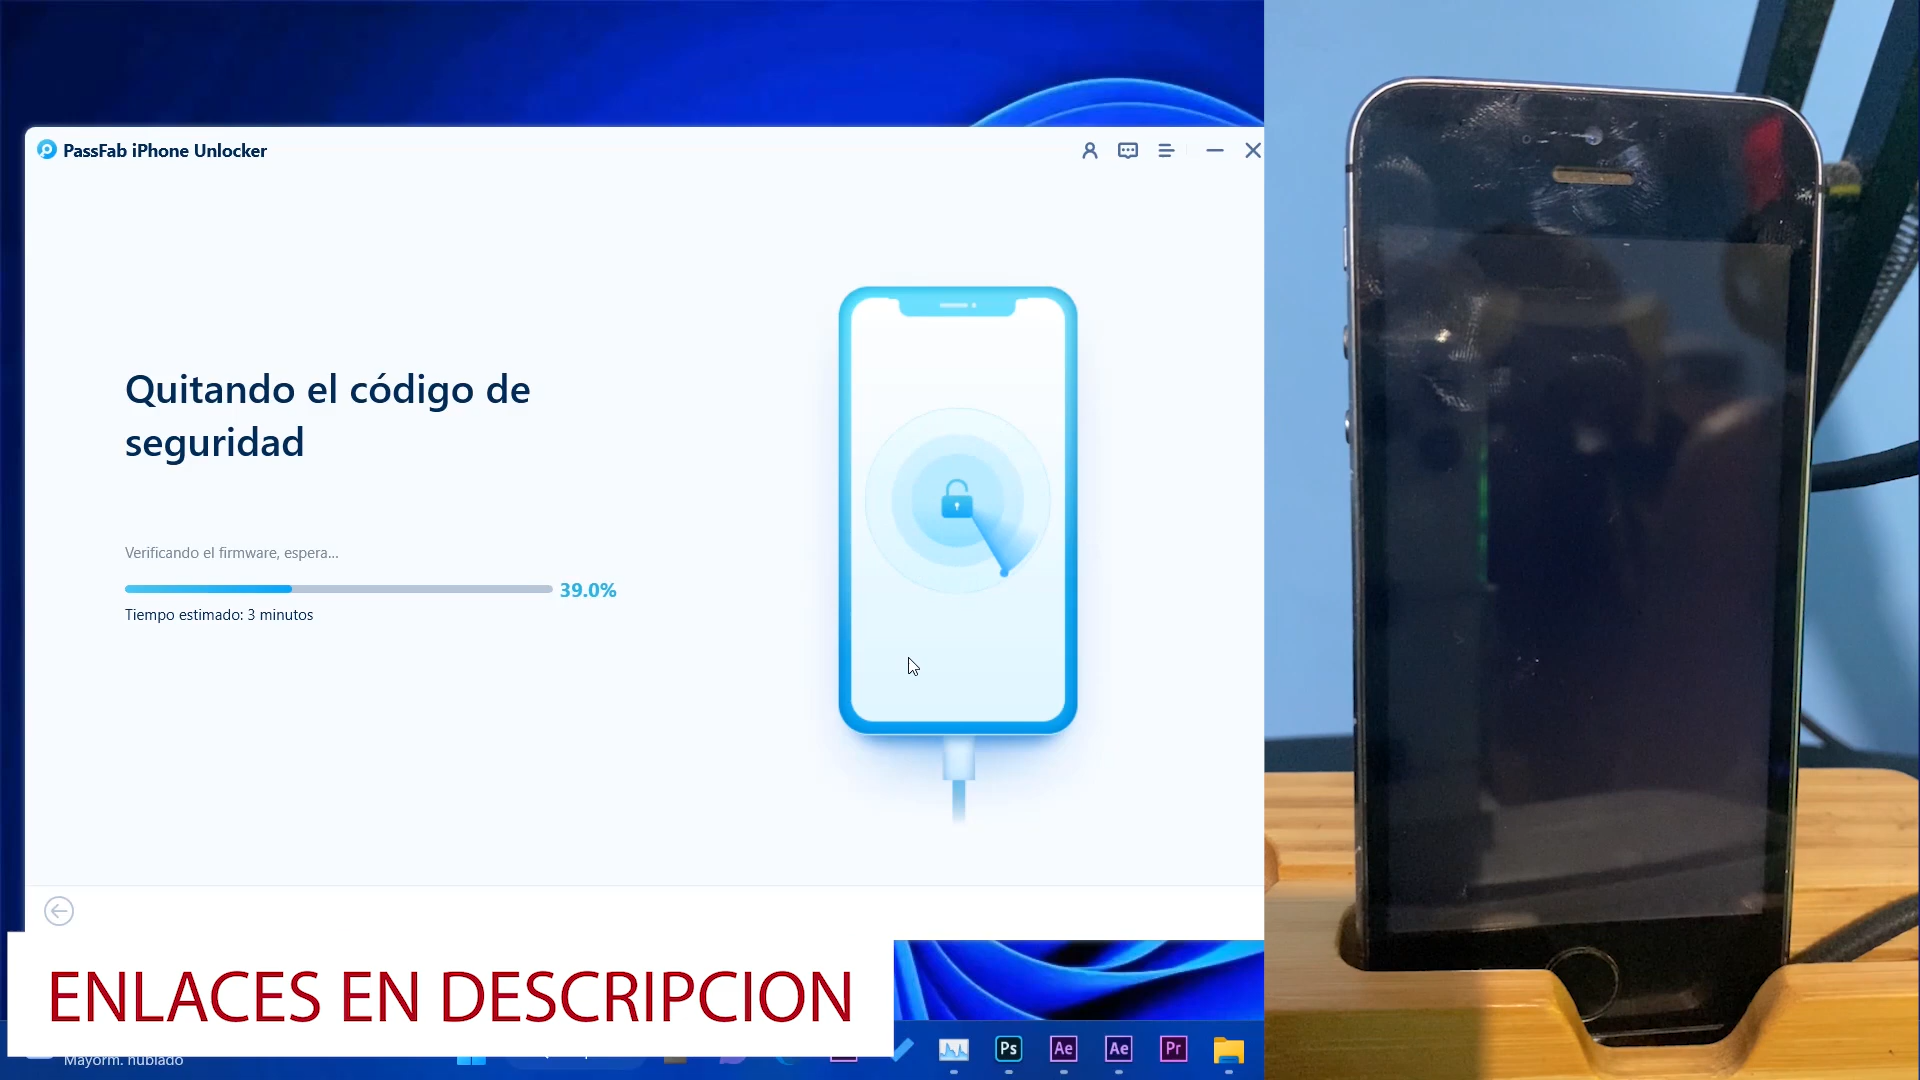 PassFab iPhone Unlocker
Quitando el código de
seguridad
Verificando el firmware, espera...
39.0%
Tiempo estimado: 3 minutos
ENLACES EN DESCRIPCION
Mayorm. nublado
Ps
Ae
Ae
Pr